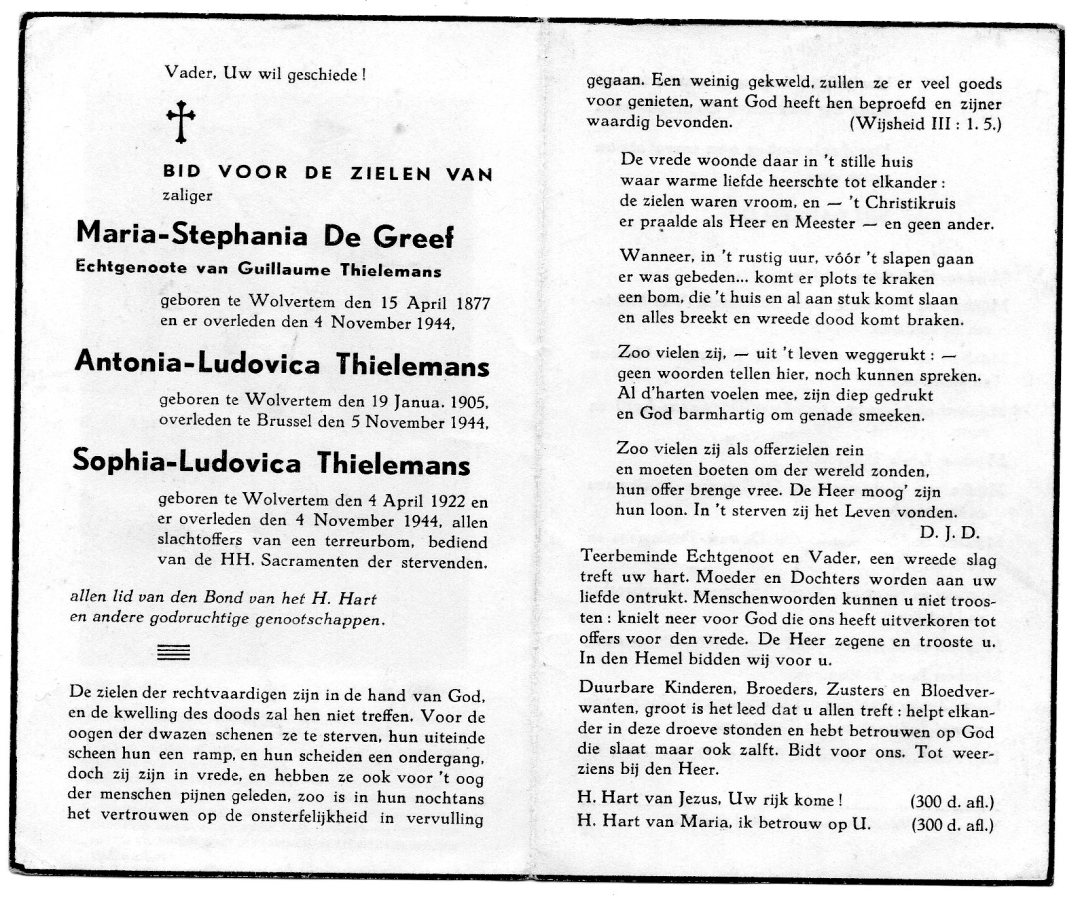 Vader, Uw wil geschiede !
BID VOOR DE ZIELEN VAN
zaliger
Maria-Stephania De Greef
Echtgenoote van Guillaume Thielemans
geboren te Wolvertem den 15 April 1877
en er overleden den 4 November 1944,
Antonia-Ludovica Thielemans
geboren te Wolvertem den 19 Janua. 1905,
overleden te Brussel den 5 November 1944,
Sophia-Ludovica Thielemans
geboren te Wolvertem den 4 April 1922 en
er overleden den 4 November 1944, allen
slachtoffers van een terreurbom, bediend
van de HH. Sacramenten der stervenden.
allen lid van den Bond van het H. Hart
en andere godvruchtige genootschappen.
De zielen der rechtvaardigen zijn in de hand van God,
en de kwelling des doods zal hen niet treffen. Voor de
oogen der dwazen schenen ze te sterven, hun uiteinde
scheen hun een ramp, en hun scheiden een ondergang,
doch zij zijn in vrede, en hebben ze ook voor 't oog
der menschen pijnen geleden, zoo is in hun nochtans
het vertrouwen op de onsterfelijkheid in vervulling
gegaan. Een weinig gekweld, zullen ze er veel goeds
voor genieten, want God heeft hen beproefd en zijner
waardig bevonden. (Wijsheid III : 1. 5.)
De vrede woonde daar in 't stille huis
waar warme liefde heerschte tot elkander :
de zielen waren vroom, en — 't Christikruis
er praalde als Heer en Meester — en geen ander.
Wanneer, in 't rustig uur, vóór 't slapen gaan
er was gebeden... komt er plots te kraken
een bom, die 't huis en al aan stuk komt slaan
en alles breekt en wreede dood komt braken.
Zoo vielen zij, — uit 't leven weggerukt : —
geen woorden tellen hier, noch kunnen spreken.
Al d'harten voelen mee, zijn diep gedrukt
en God barmhartig om genade smeeken.
Zoo vielen zij als offerzielen rein
en moeten boeten om der wereld zonden,
hun offer brenge vree. De Heer moog' zijn
hun loon. In 't sterven zij het Leven vonden.
D. J. D.
Teerbeminde Echtgenoot en Vader, een wreede slag
treft uw hart. Moeder en Dochters worden aan uw
liefde ontrukt. Menschenwoorden kunnen u niet troos-
ten : knielt neer voor God die ons heeft uitverkoren tot
offers voor den vrede. De Heer zegene en trooste u.
In den Hemel bidden wij voor u.
Duurbare Kinderen, Broeders, Zusters en Bloedver-
wanten, groot is het leed dat u allen treft : helpt elkan-
der in deze droeve stonden en hebt betrouwen op God
die slaat maar ook zalft. Bidt voor ons. Tot weer-
ziens bij den Heer.
H. Hart van Jezus, Uw rijk kome ! (300 d. afl.)
H. Hart van Maria, ik betrouw op U. (300 d. afl.)